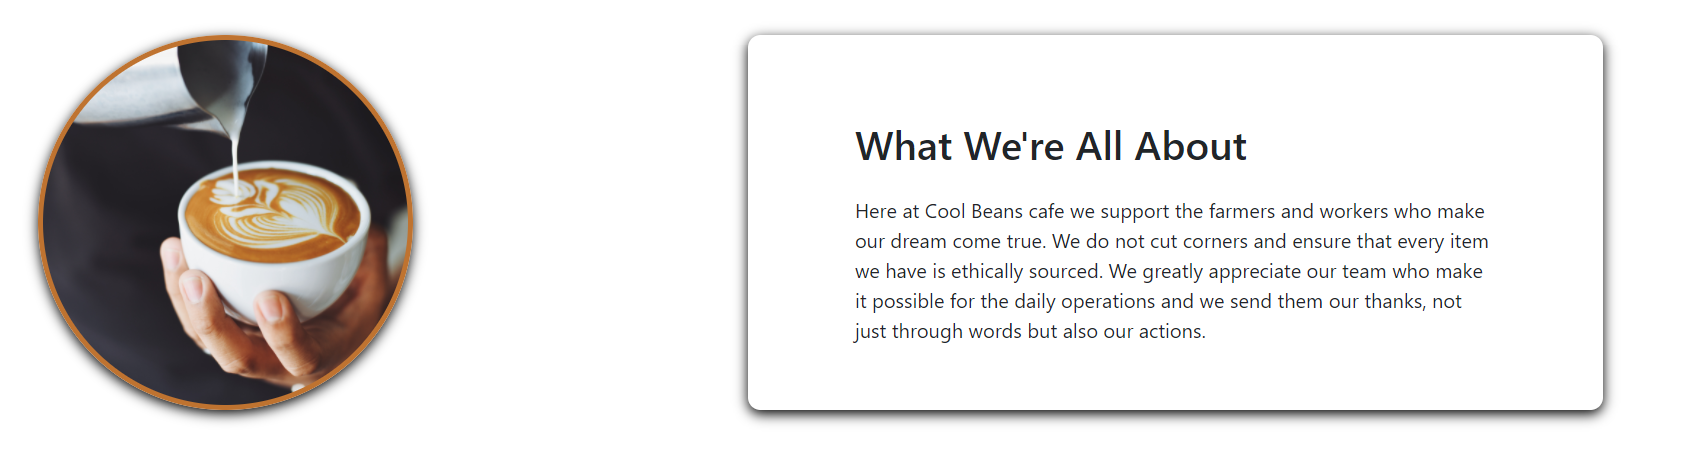 What We're All About
Here at Cool Beans cafe we support the farmers and workers who make
our dream come true. We do not cut corners and ensure that every item
we have is ethically sourced. We greatly appreciate our team who make
it possible for the daily operations and we send them our thanks, not
just through words but also our actions.